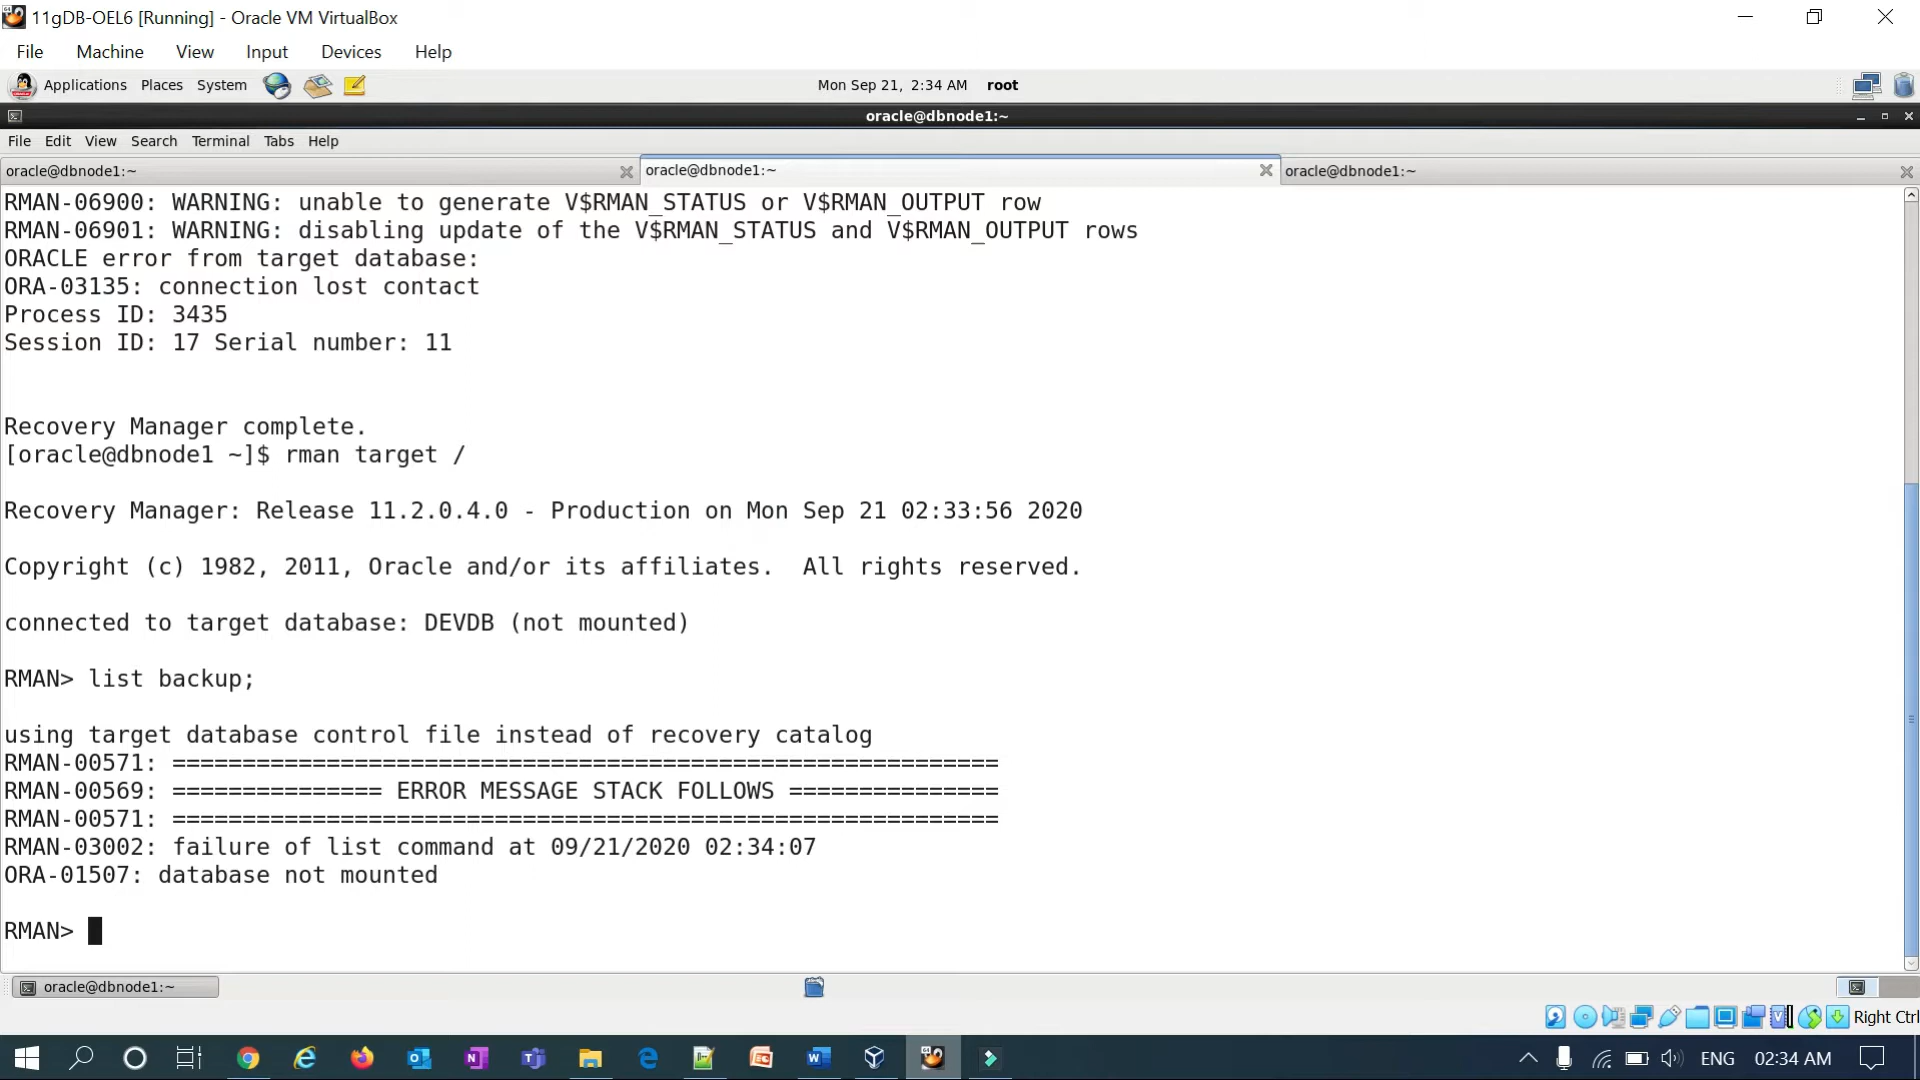 11gDB-OEL6 [Running] - Oracle VM VirtualBox
File Machine View Input Devices Help
Applications Places System Mon Sep 21, 2:34 AM root
oracle@dbnode1:~
File Edit View Search Terminal Tabs Help
oracle@dbnode1:~ oracle@dbnode1:~ oracle@dbnode1:~
RMAN-06900: WARNING: unable to generate V$RMAN_STATUS or V$RMAN_OUTPUT row
RMAN-06901: WARNING: disabling update of the V$RMAN_STATUS and V$RMAN_OUTPUT rows
ORACLE error from target database:
ORA-03135: connection lost contact
Process ID: 3435
Session ID: 17 Serial number: 11
Recovery Manager complete.
[oracle@dbnode1 ~]$ rman target /
Recovery Manager: Release 11.2.0.4.0 - Production on Mon Sep 21 02:33:56 2020
Copyright (c) 1982, 2011, Oracle and/or its affiliates.  All rights reserved.
connected to target database: DEVDB (not mounted)
RMAN> list backup;
using target database control file instead of recovery catalog
RMAN-00571: ===========================================================
RMAN-00569: =============== ERROR MESSAGE STACK FOLLOWS ===============
RMAN-00571: ===========================================================
RMAN-03002: failure of list command at 09/21/2020 02:34:07
ORA-01507: database not mounted
RMAN>
oracle@dbnode1:~
Right Ctrl
ENG 02:34 AM